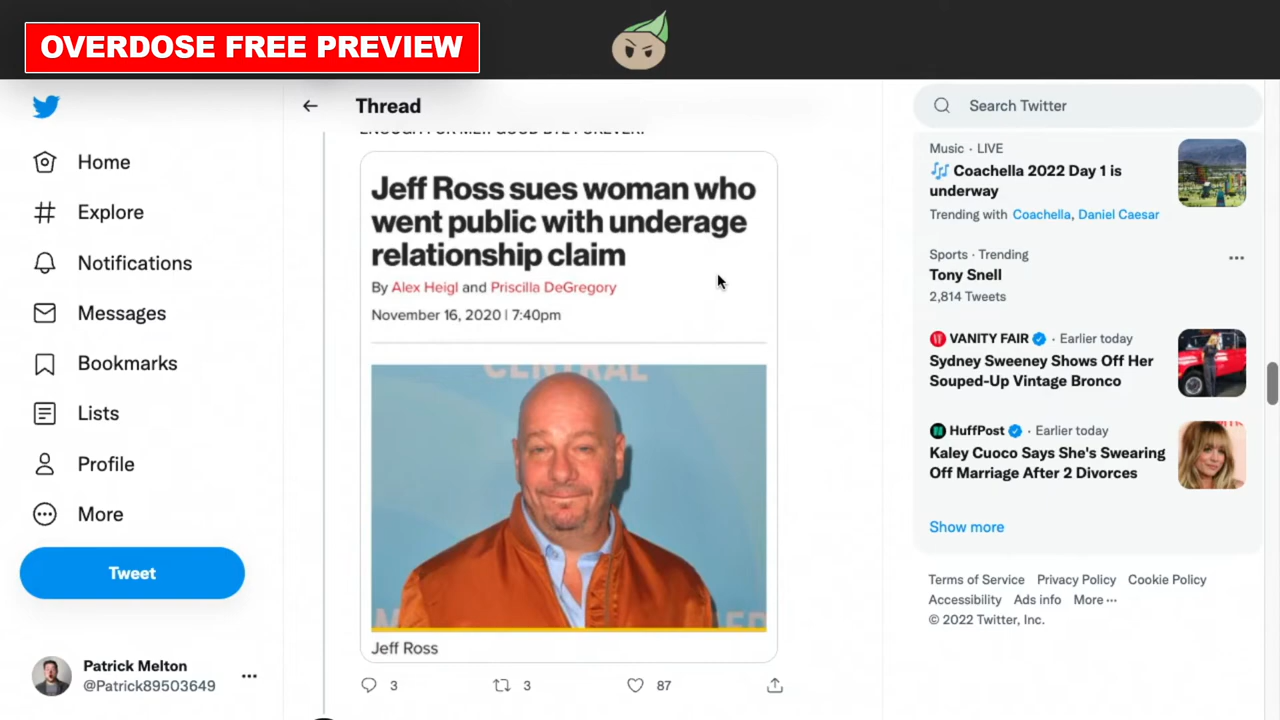 OVERDOSE FREE PREVIEW
Thread
Search Twitter
Home
Explore
Notifications
Messages
Bookmarks
Lists
Profile
More
Tweet
Patrick Melton
@Patrick89503649
Jeff Ross sues woman who
went public with underage
relationship claim
By Alex Heigl and Priscilla DeGregory
November 16, 2020 | 7:40pm
Jeff Ross
3
3
87
Music · LIVE
Coachella 2022 Day 1 is
underway
Trending with Coachella, Daniel Caesar
Sports · Trending
Tony Snell
2,814 Tweets
VANITY FAIR · Earlier today
Sydney Sweeney Shows Off Her
Souped-Up Vintage Bronco
HuffPost · Earlier today
Kaley Cuoco Says She's Swearing
Off Marriage After 2 Divorces
Show more
Terms of Service Privacy Policy Cookie Policy
Accessibility Ads info More ···
© 2022 Twitter, Inc.